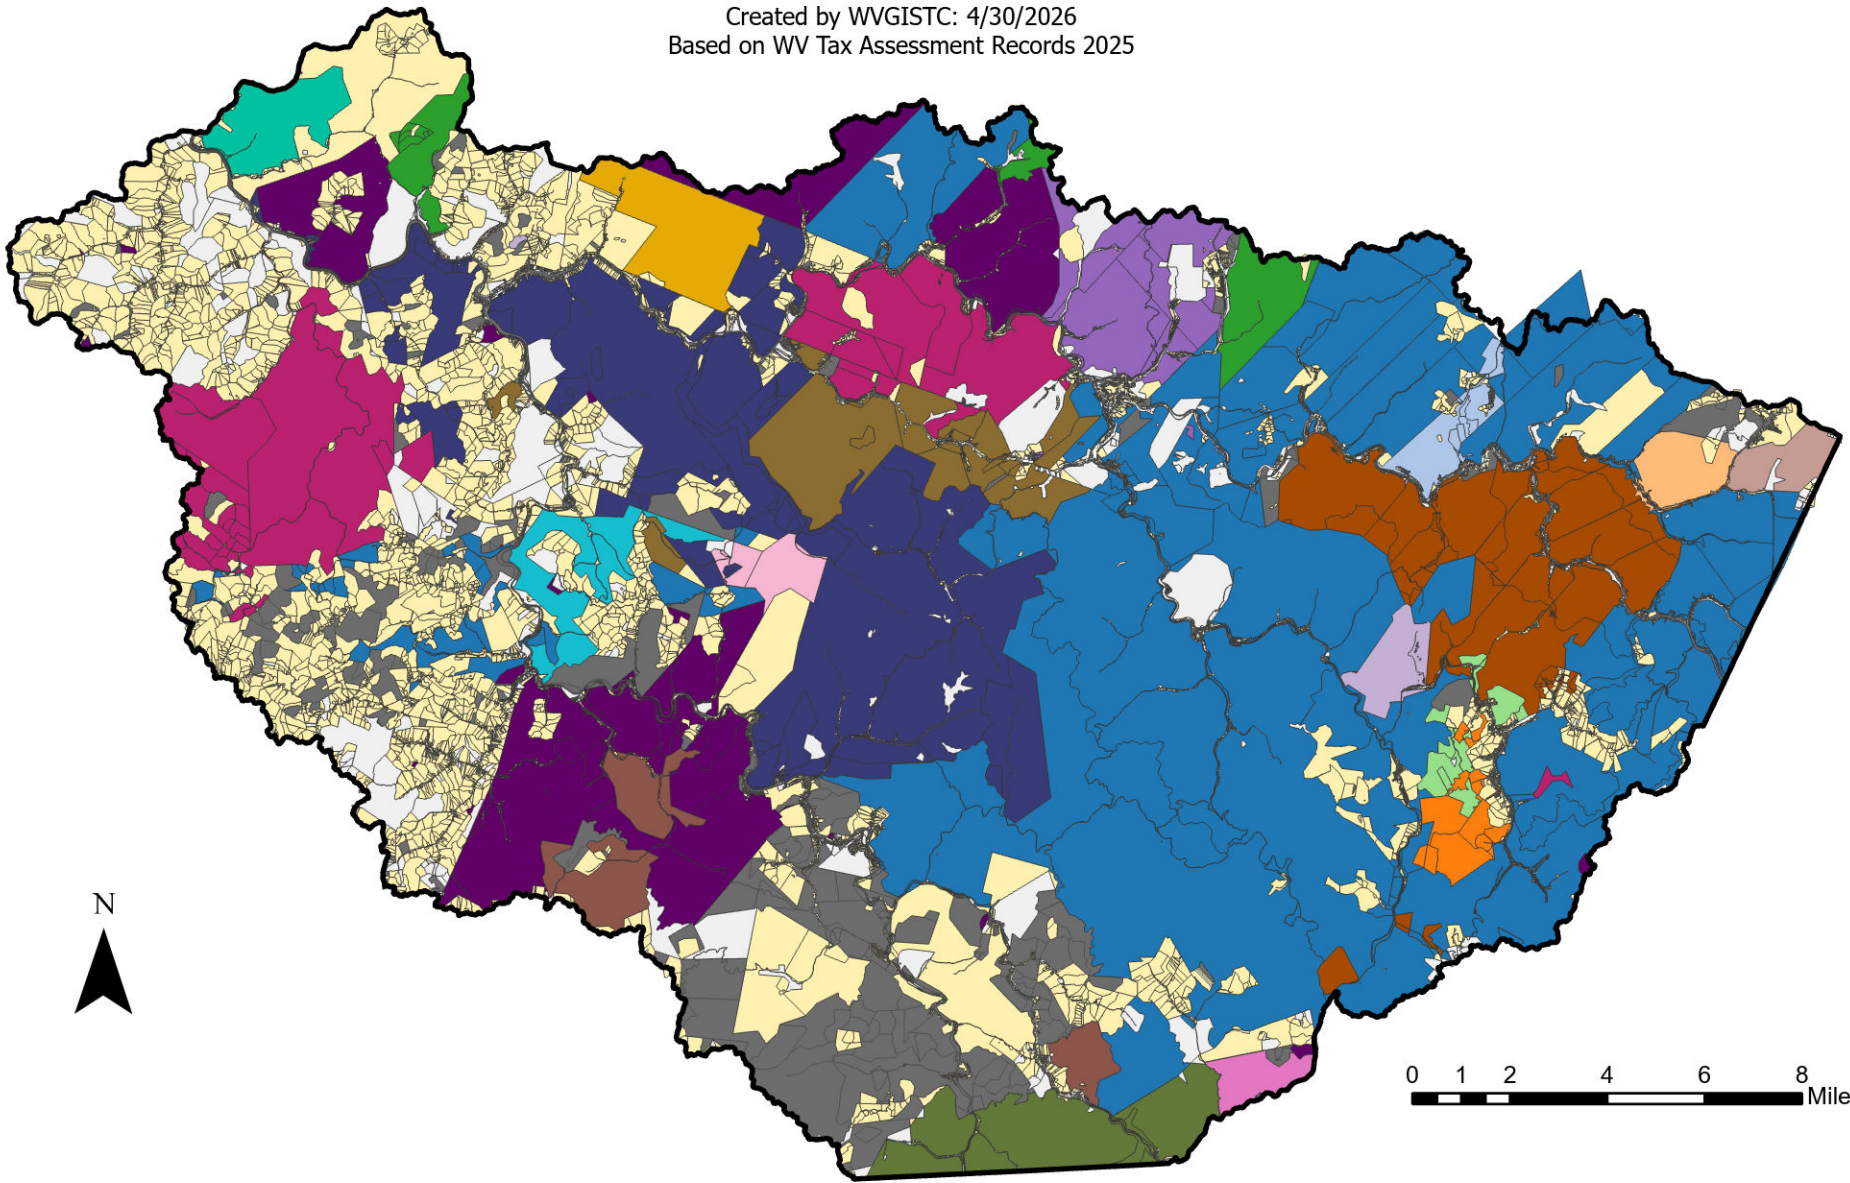 Created by WVGISTC: 4/30/2026
Based on WV Tax Assessment Records 2025
N
0 1 2 4 6 8
Mile